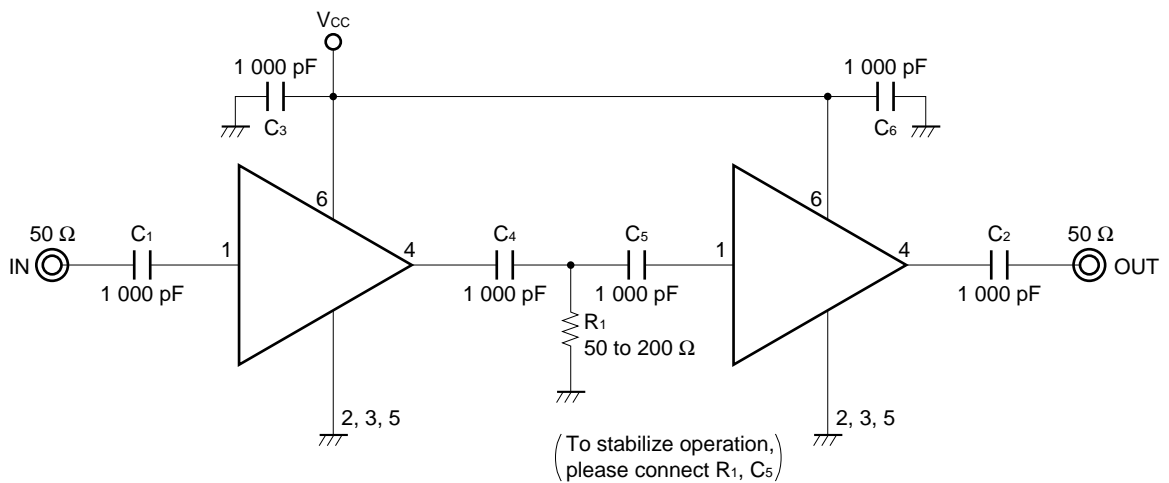 VCC
1 000 pF
1 000 pF
C3
C6
6
6
50 Ω
C1
1
4
C4
C5
1
4
C2
50 Ω
IN
OUT
1 000 pF
1 000 pF
1 000 pF
1 000 pF
R1
50 to 200 Ω
2, 3, 5
2, 3, 5
(To stabilize operation,
please connect R1, C5)